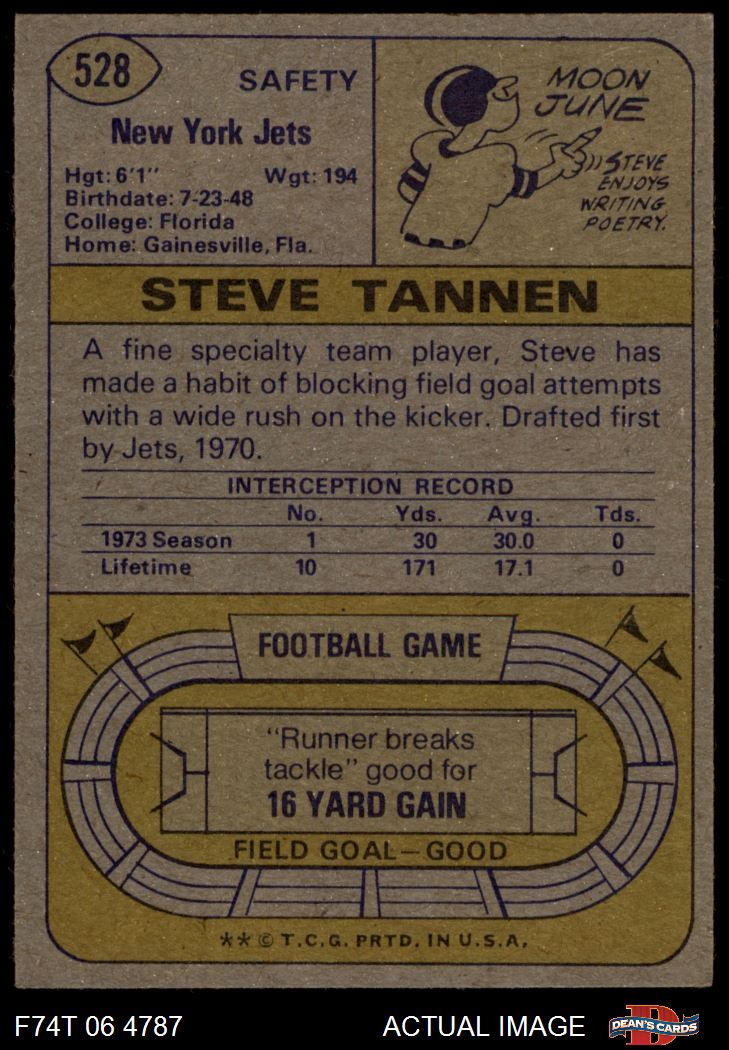 528
SAFETY
New York Jets
Hgt: 6'1" Wgt: 194
Birthdate: 7-23-48
College: Florida
Home: Gainesville, Fla.
MOON
JUNE
STEVE
ENJOYS
WRITING
POETRY.
STEVE TANNEN
A fine specialty team player, Steve has
made a habit of blocking field goal attempts
with a wide rush on the kicker. Drafted first
by Jets, 1970.
INTERCEPTION RECORD
No. Yds. Avg. Tds.
1973 Season 1 30 30.0 0
Lifetime 10 171 17.1 0
FOOTBALL GAME
"Runner breaks
tackle" good for
16 YARD GAIN
FIELD GOAL—GOOD
** © T.C.G. PRTD. IN U.S.A.
F74T 06 4787 ACTUAL IMAGE D DEAN'S CARDS